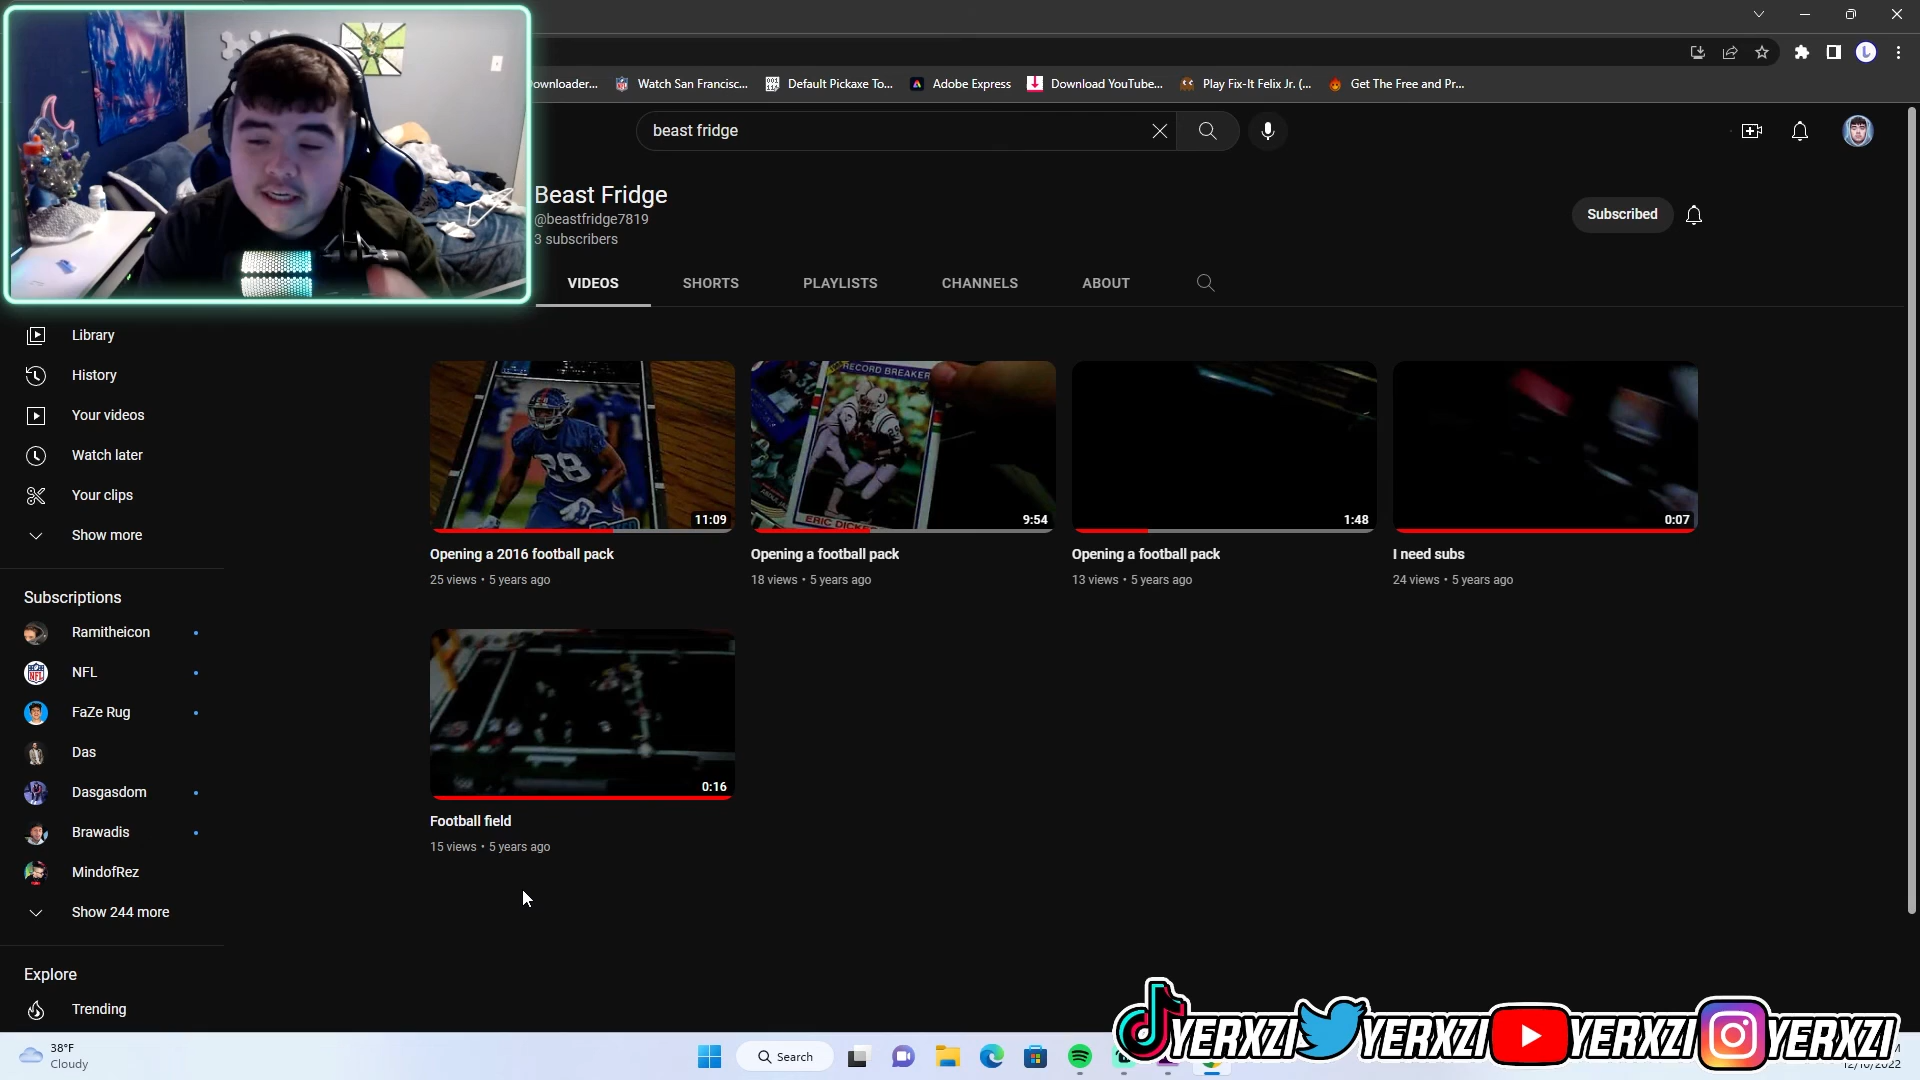 ownloader...
Watch San Francisc...
Default Pickaxe To...
Adobe Express
Download YouTube...
Play Fix-It Felix Jr. (...
Get The Free and Pr...
beast fridge
Beast Fridge
@beastfridge7819
3 subscribers
Subscribed
VIDEOS
SHORTS
PLAYLISTS
CHANNELS
ABOUT
Library
History
Your videos
Watch later
Your clips
Show more
Subscriptions
Ramitheicon
NFL
FaZe Rug
Das
Dasgasdom
Brawadis
MindofRez
Show 244 more
Explore
Trending
28
11:09
Opening a 2016 football pack
25 views • 5 years ago
RECORD BREAKER
9:54
Opening a football pack
18 views • 5 years ago
1:48
Opening a football pack
13 views • 5 years ago
0:07
I need subs
24 views • 5 years ago
0:16
Football field
15 views • 5 years ago
YERXZI
YERXZI
YERXZI
YERXZI
38°F
Cloudy
Search
12/10/2022